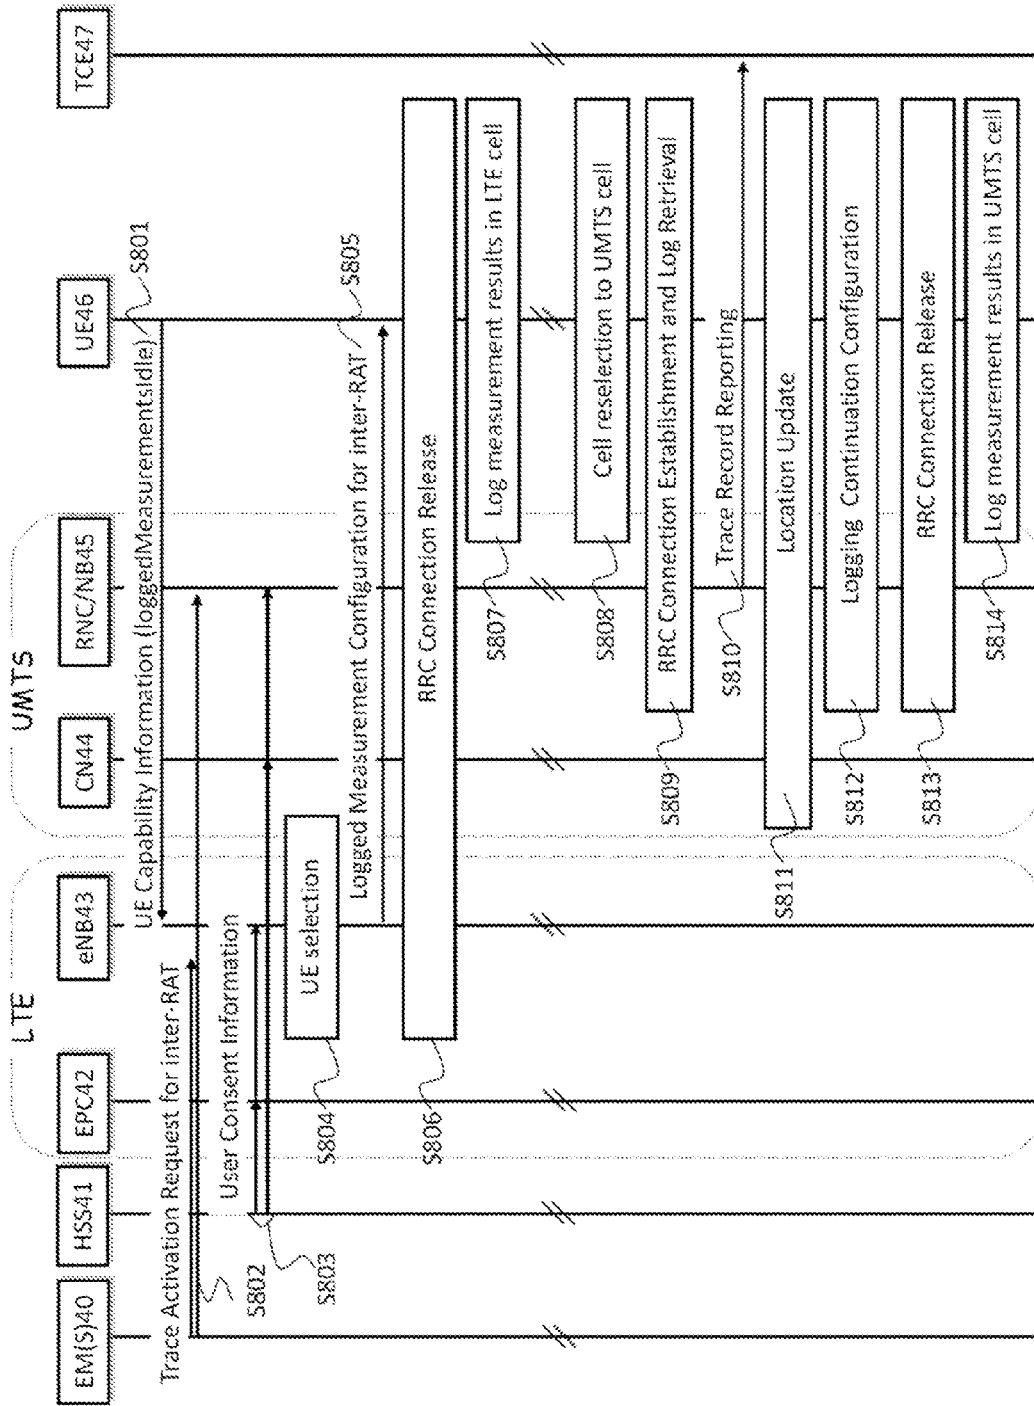 LTE
UMTS
EM(S)40
HSS41
EPC42
eNB43
CN44
RNC/NB45
UE46
TCE47
UE Capability Information (loggedMeasurementsIdle)
S801
Trace Activation Request for inter-RAT
S802
User Consent Information
S803
UE selection
S804
Logged Measurement Configuration for inter-RAT
S805
RRC Connection Release
S806
Log measurement results in LTE cell
S807
Cell reselection to UMTS cell
S808
RRC Connection Establishment and Log Retrieval
S809
Trace Record Reporting
S810
Location Update
S811
Logging Continuation Configuration
S812
RRC Connection Release
S813
Log measurement results in UMTS cell
S814